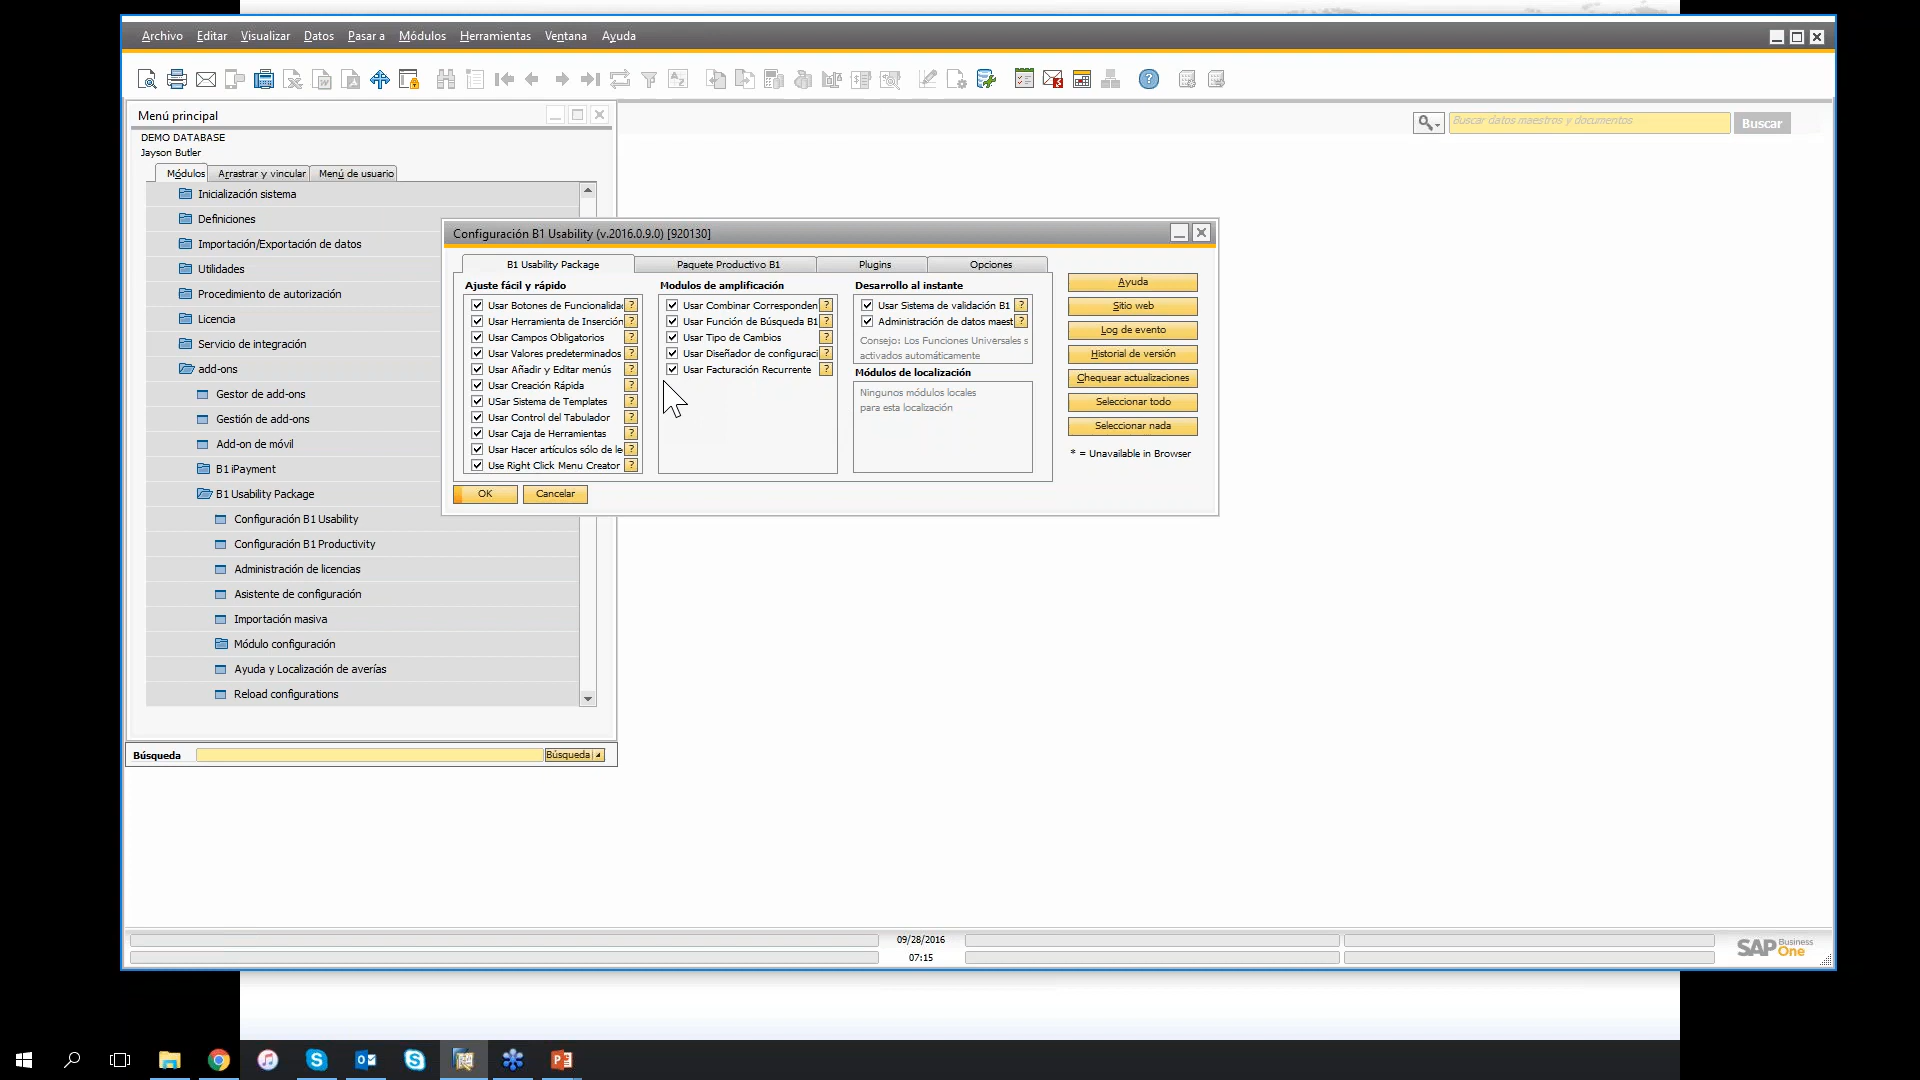 Archivo Editar Visualizar Datos Pasar a Módulos Herramientas Ventana Ayuda
Menú principal
DEMO DATABASE
Jayson Butler
Buscar datos maestros y documentos Buscar
Módulos Arrastrar y vincular Menú de usuario
Inicialización sistema
Definiciones
Importación/Exportación de datos
Utilidades
Procedimiento de autorización
Licencia
Servicio de integración
add-ons
Gestor de add-ons
Gestión de add-ons
Add-on de móvil
B1 iPayment
B1 Usability Package
Configuración B1 Usability
Configuración B1 Productivity
Administración de licencias
Asistente de configuración
Importación masiva
Módulo configuración
Ayuda y Localización de averías
Reload configurations
Búsqueda Búsqueda
Configuración B1 Usability (v.2016.0.9.0) [920130]
B1 Usability Package Paquete Productivo B1 Plugins Opciones
Ajuste fácil y rápido
Usar Botones de Funcionalidad ?
Usar Herramienta de Inserción ?
Usar Campos Obligatorios ?
Usar Valores predeterminados ?
Usar Añadir y Editar menús ?
Usar Creación Rápida ?
USar Sistema de Templates ?
Usar Control del Tabulador ?
Usar Caja de Herramientas ?
Usar Hacer artículos sólo de le ?
Use Right Click Menu Creator ?
Modulos de amplificación
Usar Combinar Corresponden ?
Usar Función de Búsqueda B1 ?
Usar Tipo de Cambios ?
Usar Diseñador de configuraci ?
Usar Facturación Recurrente ?
Desarrollo al instante
Usar Sistema de validación B1 ?
Administración de datos maest ?
Consejo: Los Funciones Universales s
activados automáticamente
Módulos de localización
Ningunos módulos locales
para esta localización
Ayuda
Sitio web
Log de evento
Historial de versión
Chequear actualizaciones
Seleccionar todo
Seleccionar nada
* = Unavailable in Browser
OK Cancelar
09/28/2016
07:15
SAP Business One